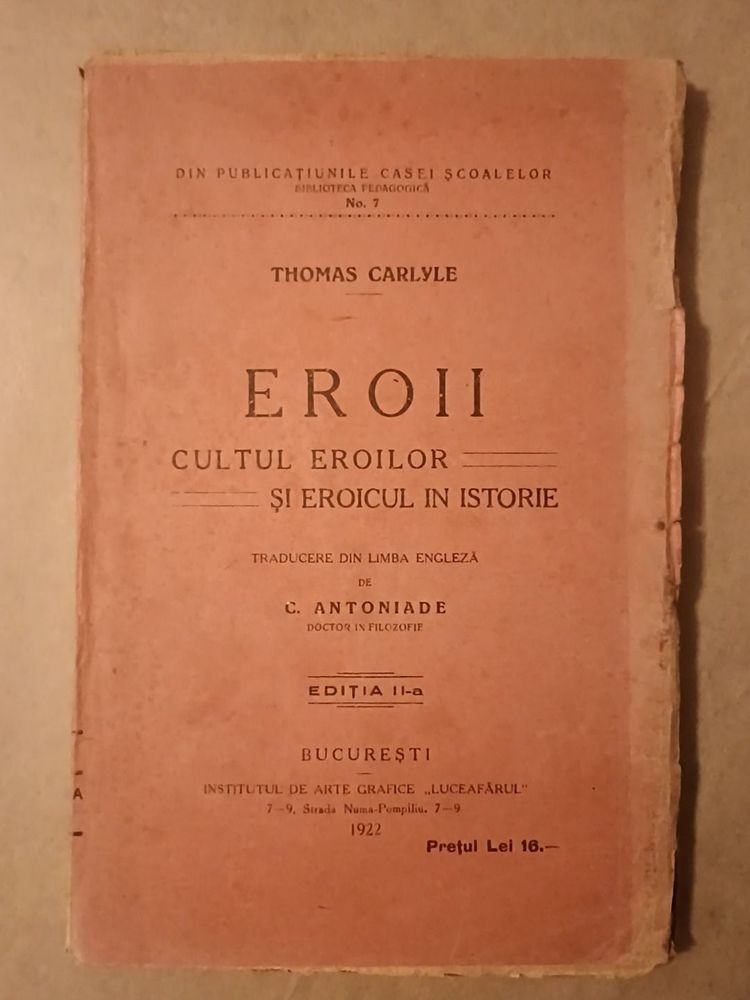 DIN PUBLICAȚIUNILE CASEI ȘCOALELOR
BIBLIOTECA PEDAGOGICĂ
No. 7
THOMAS CARLYLE
EROII
CULTUL EROILOR
ȘI EROICUL IN ISTORIE
TRADUCERE DIN LIMBA ENGLEZĂ
DE
C. ANTONIADE
DOCTOR IN FILOZOFIE
EDIȚIA II-a
BUCUREȘTI
INSTITUTUL DE ARTE GRAFICE „LUCEAFĂRUL”
7—9, Strada Numa-Pompiliu, 7—9
1922
Prețul Lei 16.—
A